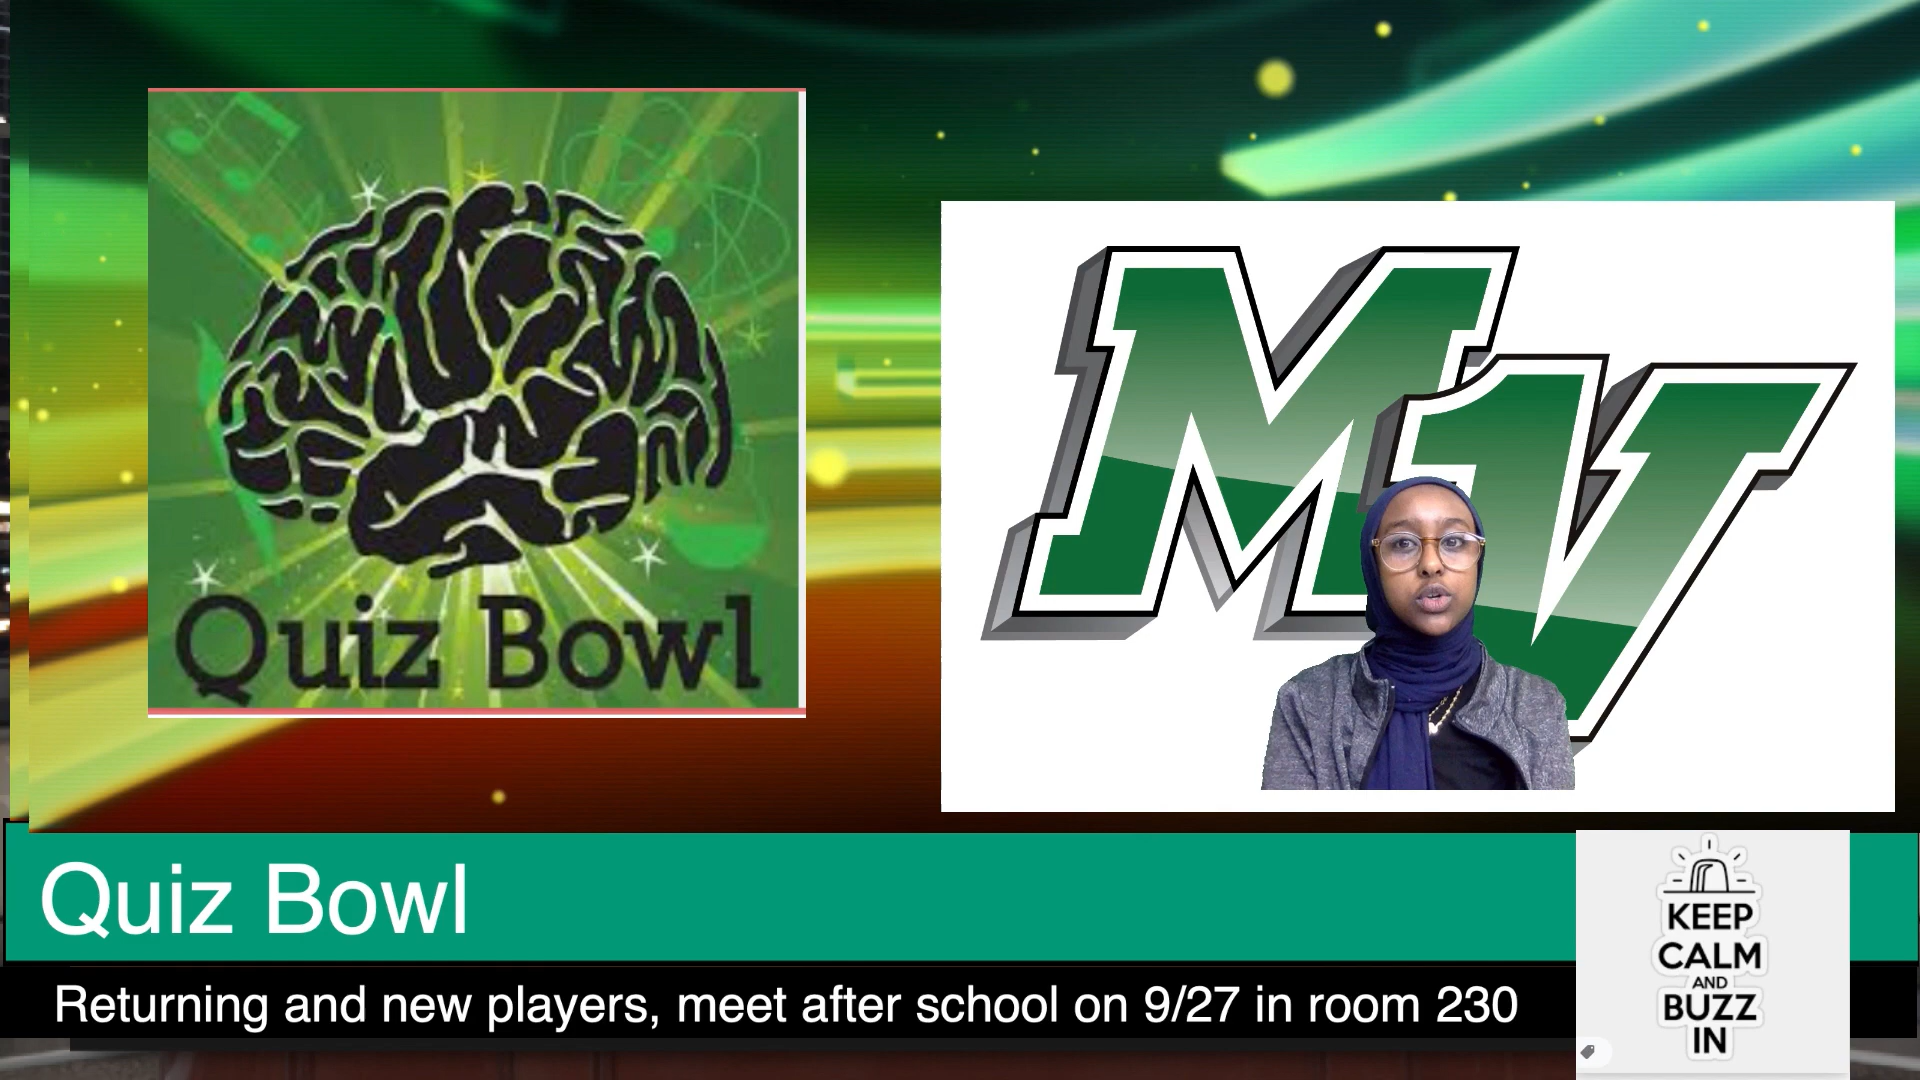 Quiz Bowl
MV
Quiz Bowl
Returning and new players, meet after school on 9/27 in room 230
KEEP
CALM
AND
BUZZ
IN